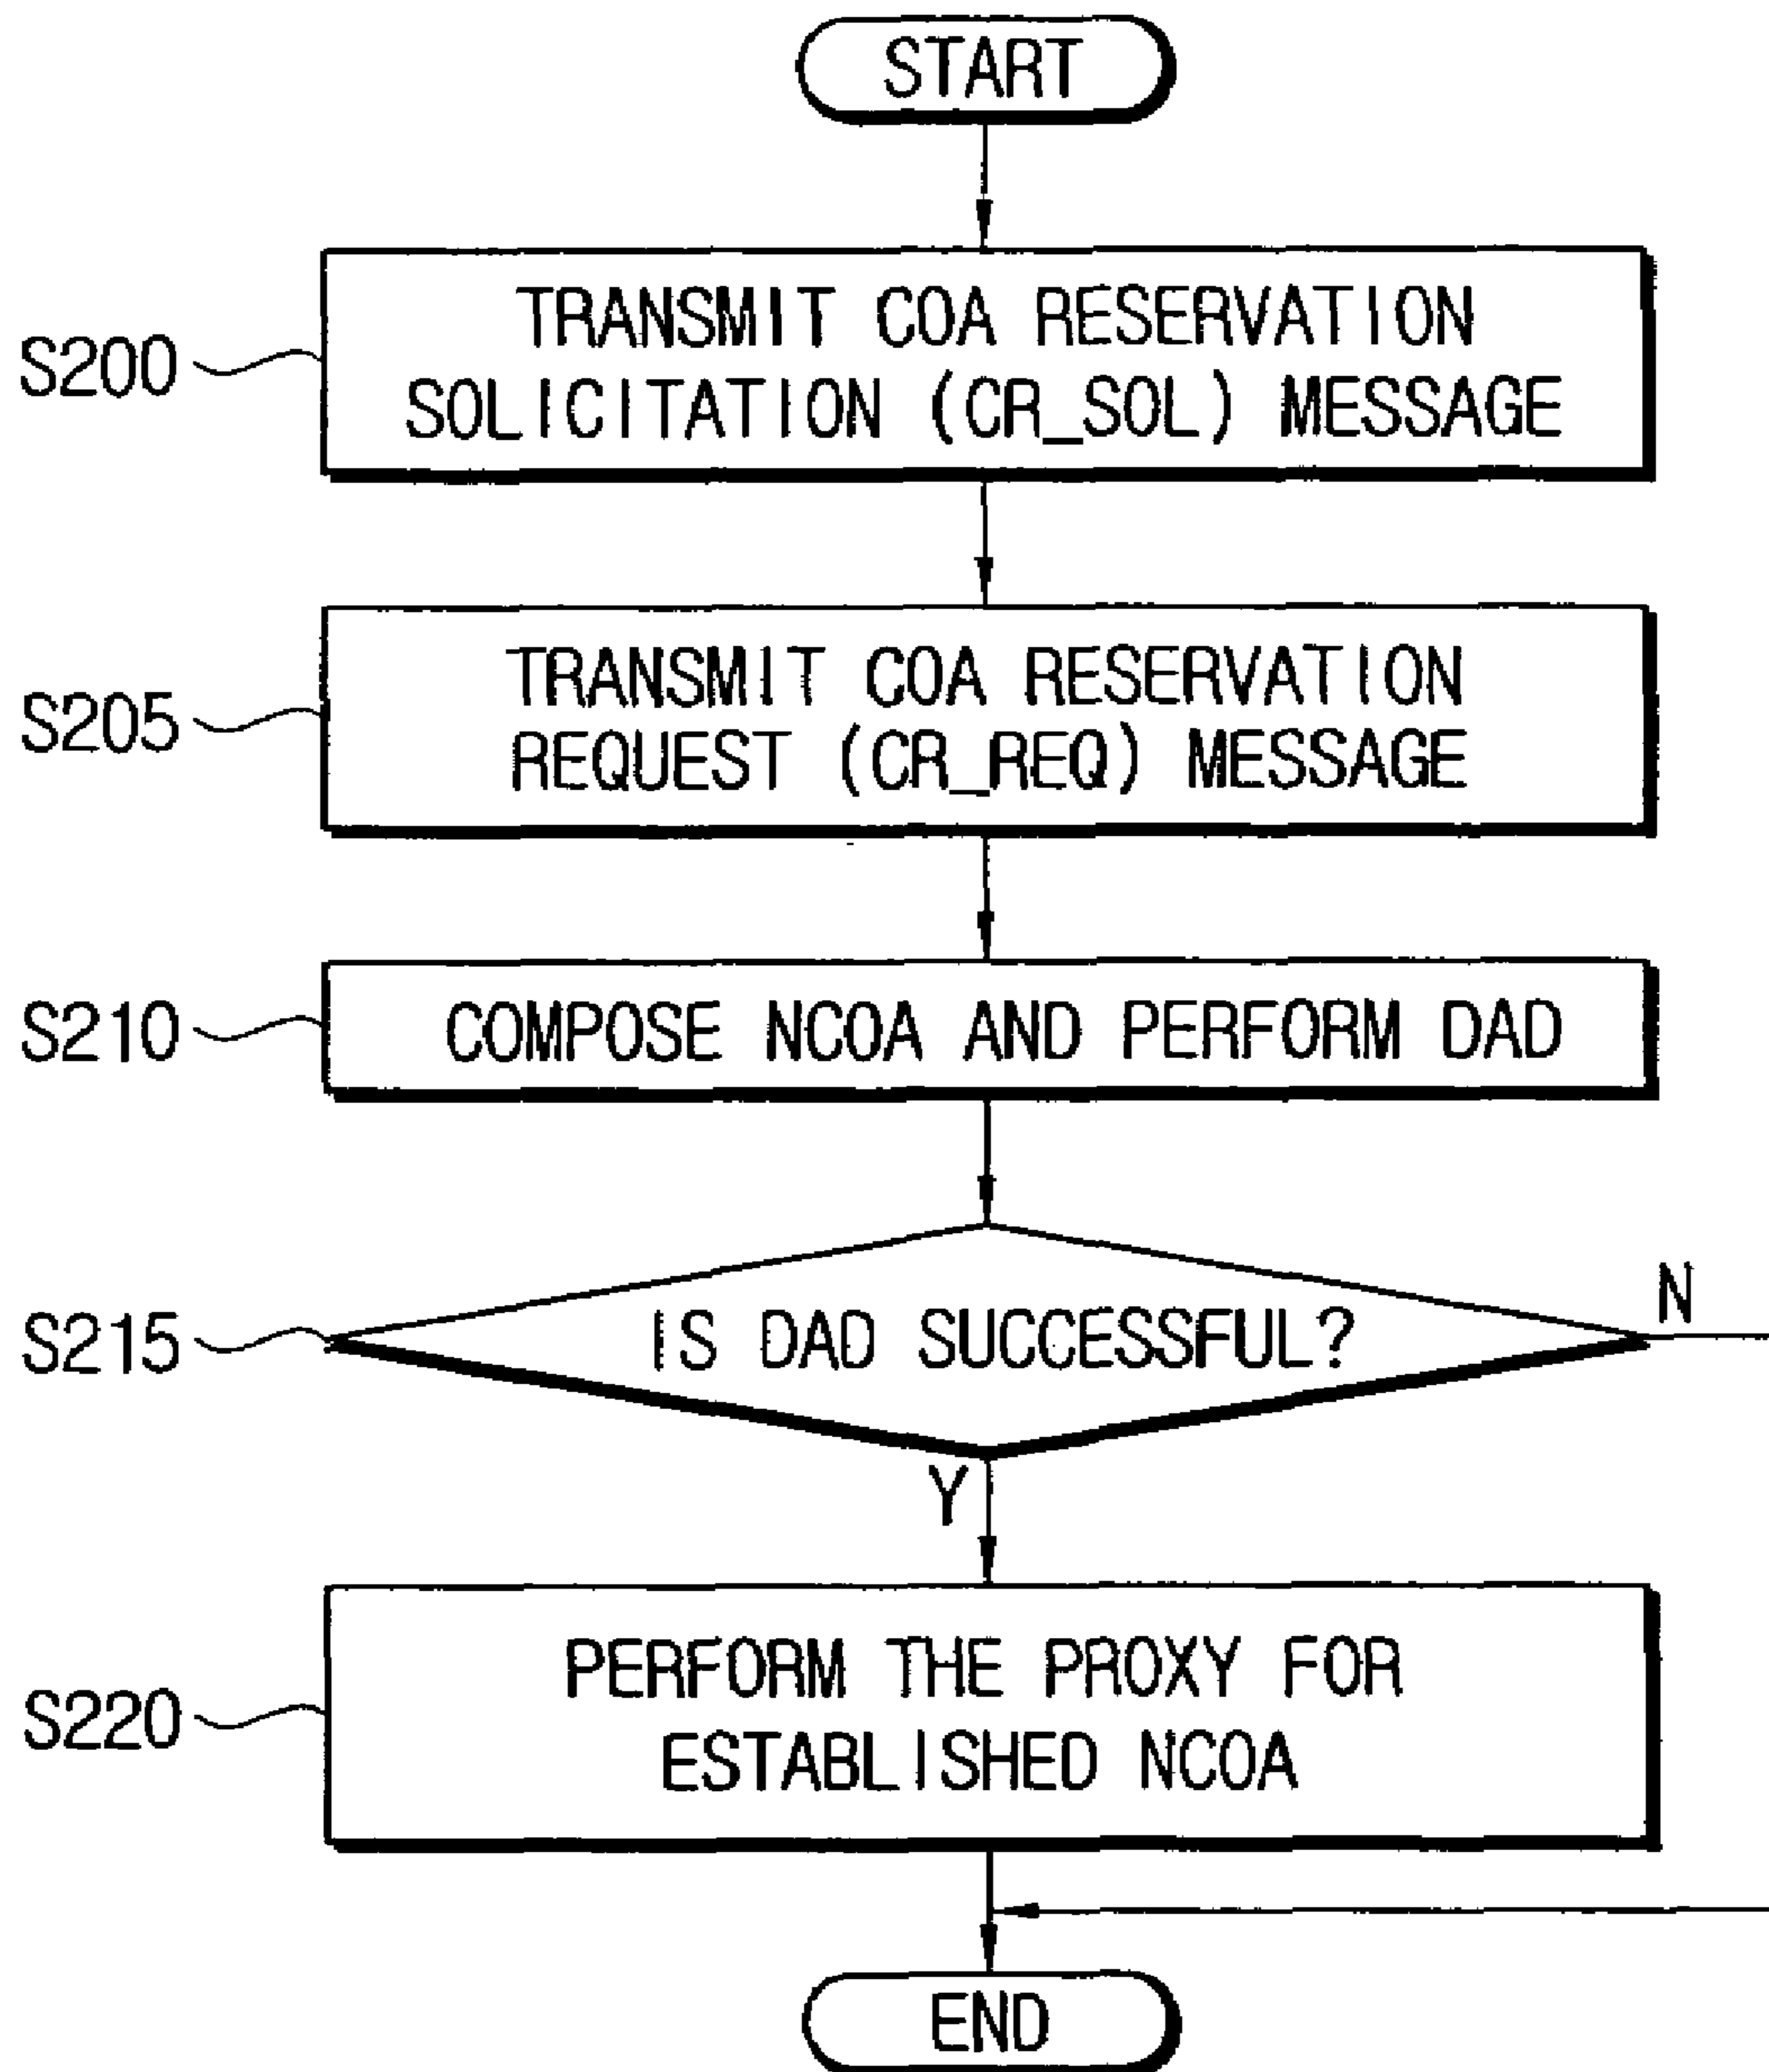 START
S200
TRANSMIT COA RESERVATION
SOLICITATION (CR_SOL) MESSAGE
S205
TRANSMIT COA RESERVATION
REQUEST (CR_REQ) MESSAGE
S210
COMPOSE NCOA AND PERFORM DAD
S215
IS DAD SUCCESSFUL?
N
Y
S220
PERFORM THE PROXY FOR
ESTABLISHED NCOA
END